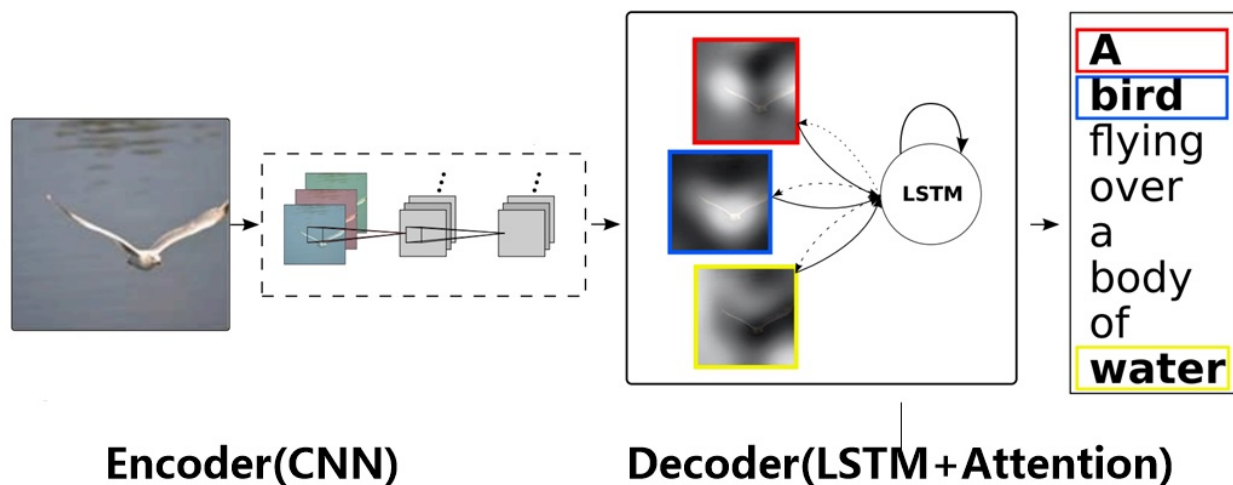 LSTM
A
bird
flying
over
a
body
of
water
Encoder(CNN)
Decoder(LSTM+Attention)